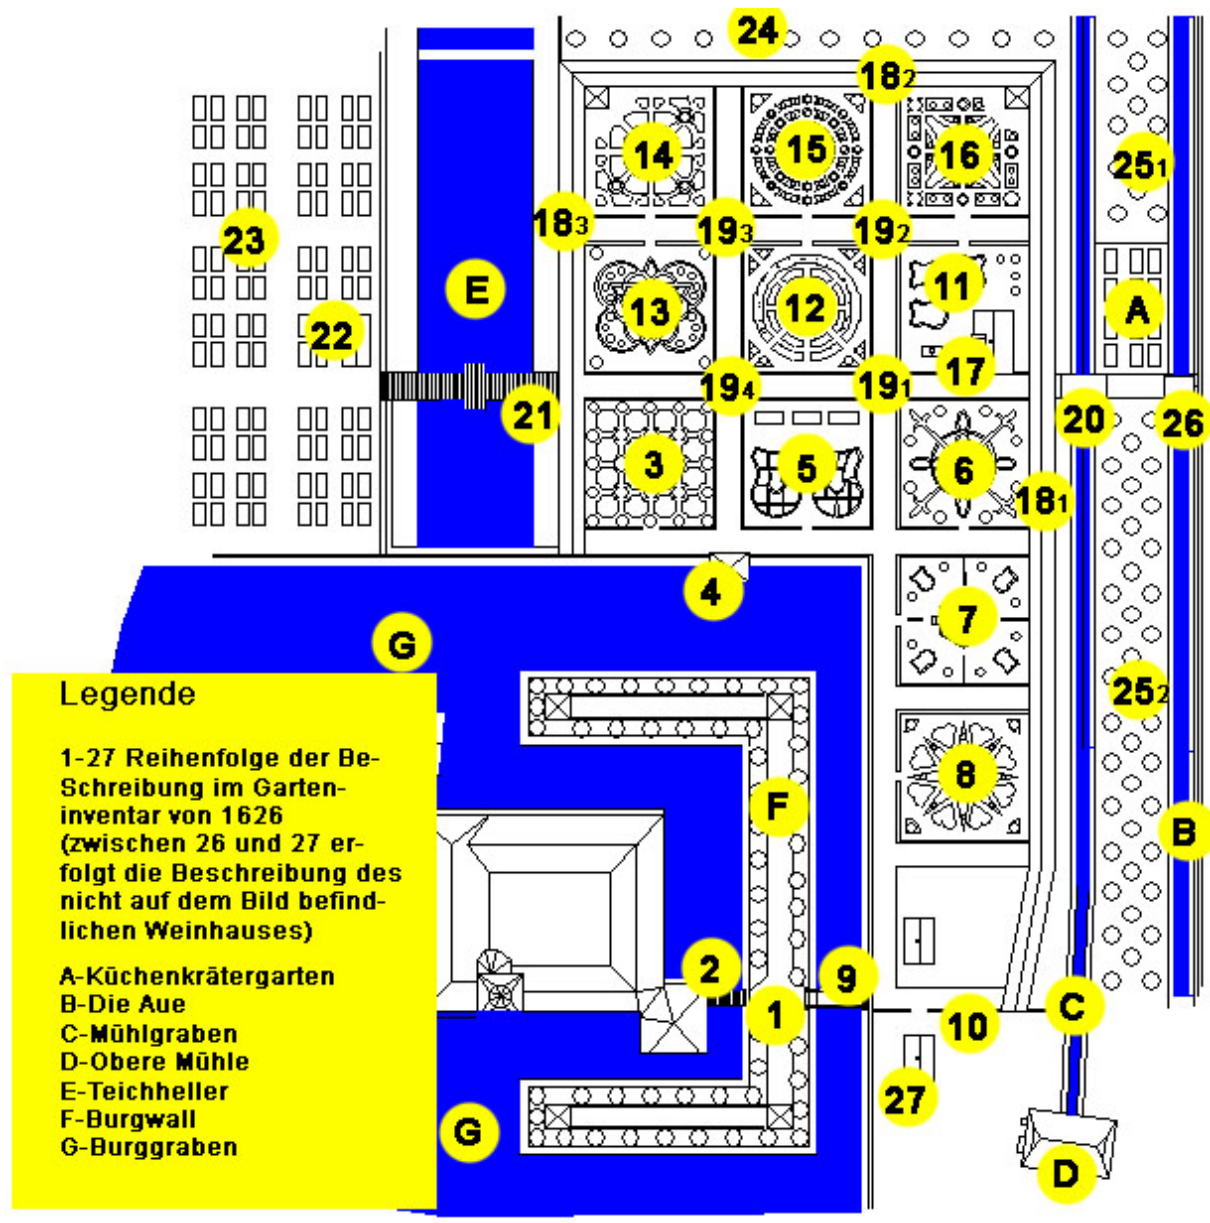 24
18₂
14
15
16
25₁
18₃
19₃
19₂
23
E
11
A
13
12
22
17
19₄
19₁
21
20
26
3
5
6
18₁
4
7
G
25₂
8
F
B
2
9
1
10
C
27
G
D
Legende
1-27 Reihenfolge der Be-
Schreibung im Garten-
inventar von 1626
(zwischen 26 und 27 er-
folgt die Beschreibung des
nicht auf dem Bild befind-
lichen Weinhauses)
A-Küchenkrätergarten
B-Die Aue
C-Mühlgraben
D-Obere Mühle
E-Teichheller
F-Burgwall
G-Burggraben